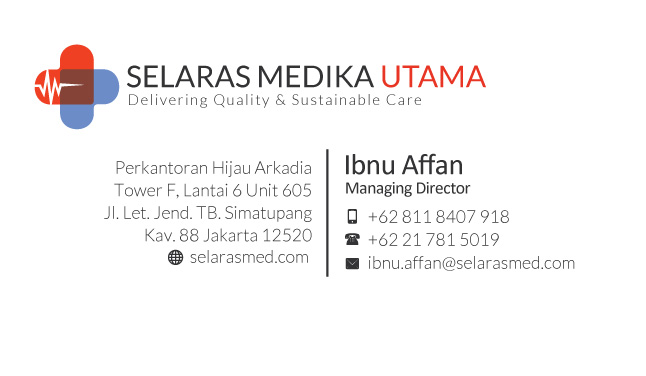 SELARAS MEDIKA UTAMA
Delivering Quality & Sustainable Care
Perkantoran Hijau Arkadia
Tower F, Lantai 6 Unit 605
Jl. Let. Jend. TB. Simatupang
Kav. 88 Jakarta 12520
selarasmed.com
Ibnu Affan
Managing Director
+62 811 8407 918
+62 21 781 5019
ibnu.affan@selarasmed.com